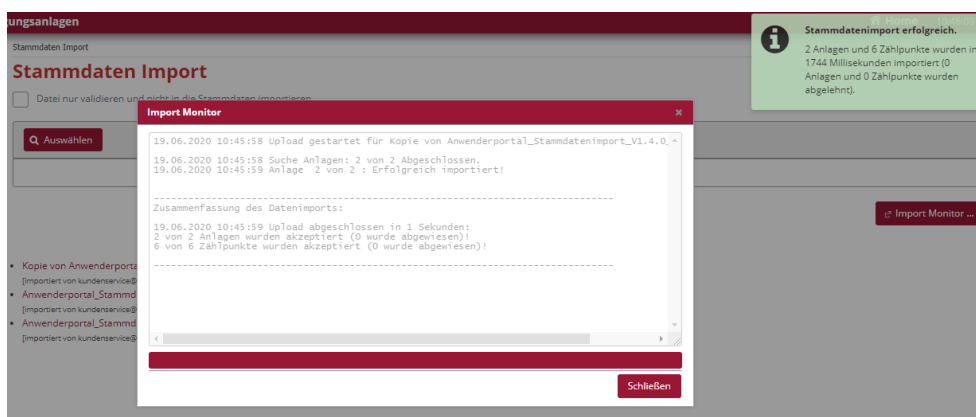 ungsanlagen
Home 10:46:03
Stammdaten Import
Stammdaten Import
Datei nur validieren und nicht in die Stammdaten importieren
Auswählen
Stammdatenimport erfolgreich.
2 Anlagen und 6 Zählpunkte wurden in
1744 Millisekunden importiert (0
Anlagen und 0 Zählpunkte wurden
abgelehnt).
Import Monitor
19.06.2020 10:45:58 Upload gestartet für Kopie von Anwenderportal_Stammdatenimport_V1.4.0_
19.06.2020 10:45:58 Suche Anlagen: 2 von 2 Abgeschlossen.
19.06.2020 10:45:59 Anlage 2 von 2 : Erfolgreich importiert!
------------------------------------------------------------------------------
Zusammenfassung des Datenimports:
19.06.2020 10:45:59 Upload abgeschlossen in 1 Sekunden:
2 von 2 Anlagen wurden akzeptiert (0 wurde abgewiesen)!
6 von 6 Zählpunkte wurden akzeptiert (0 wurde abgewiesen)!
------------------------------------------------------------------------------
Schließen
Import Monitor ...
Kopie von Anwenderporta
[importiert von kundenservice@
Anwenderportal_Stammd
[importiert von kundenservice@
Anwenderportal_Stammd
[importiert von kundenservice@